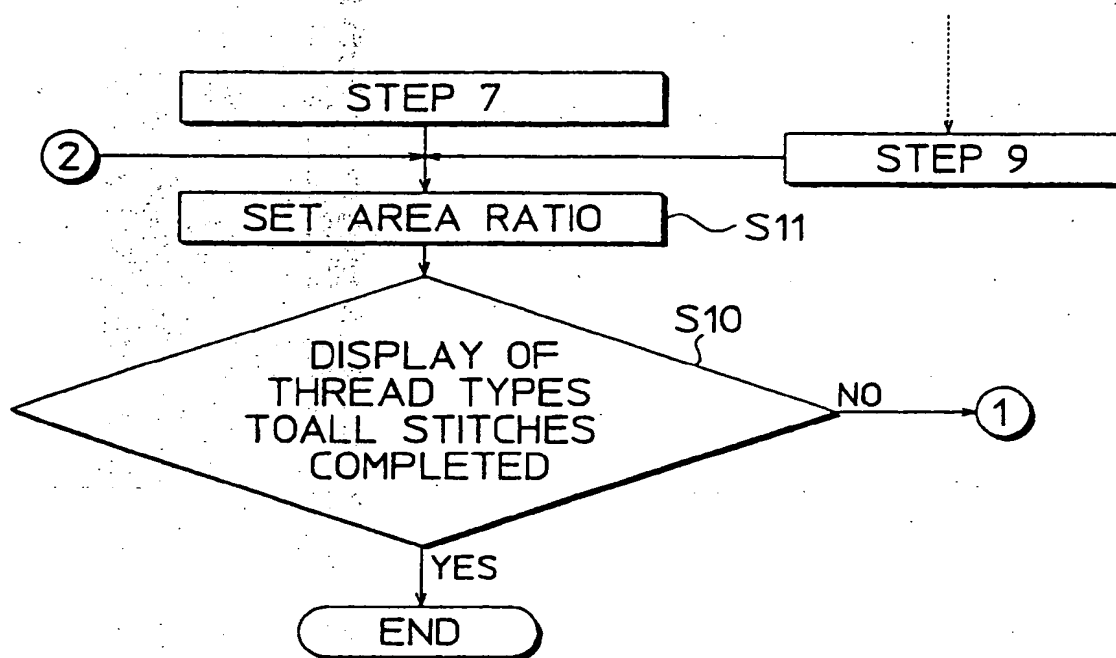 STEP 7
2
STEP 9
SET AREA RATIO
S11
S10
DISPLAY OF
THREAD TYPES
TOALL STITCHES
COMPLETED
NO
1
YES
END